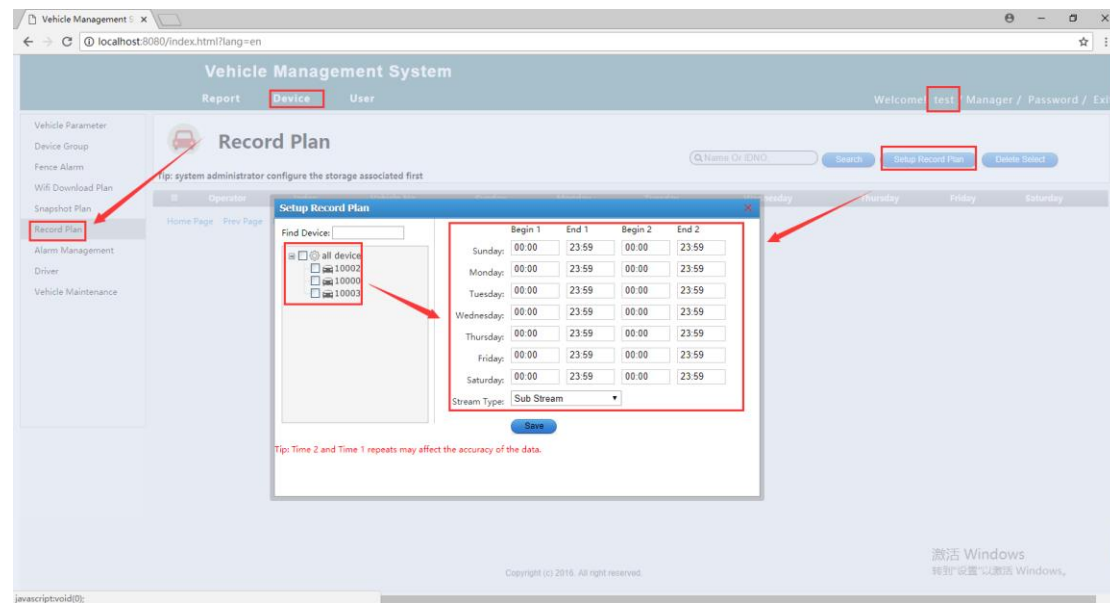 Vehicle Management S
localhost:8080/index.html?lang=en
Vehicle Management System
Report Device User
Welcome! test / Manager / Password / Exi
Vehicle Parameter
Device Group
Fence Alarm
Wifi Download Plan
Snapshot Plan
Record Plan
Alarm Management
Driver
Vehicle Maintenance
Record Plan
Name Or IDNO
Search Setup Record Plan Delete Select
Tip: system administrator configure the storage associated first
Operator Thursday Friday Saturday
Home Page Prev Page
Setup Record Plan
Find Device:
all device
10002
10000
10003
Begin 1 End 1 Begin 2 End 2
Sunday: 00:00 23:59 00:00 23:59
Monday: 00:00 23:59 00:00 23:59
Tuesday: 00:00 23:59 00:00 23:59
Wednesday: 00:00 23:59 00:00 23:59
Thursday: 00:00 23:59 00:00 23:59
Friday: 00:00 23:59 00:00 23:59
Saturday: 00:00 23:59 00:00 23:59
Stream Type: Sub Stream
Save
Tip: Time 2 and Time 1 repeats may affect the accuracy of the data.
Copyright (c) 2016. All right reserved.
激活 Windows
转到"设置"以激活 Windows。
javascript:void(0);